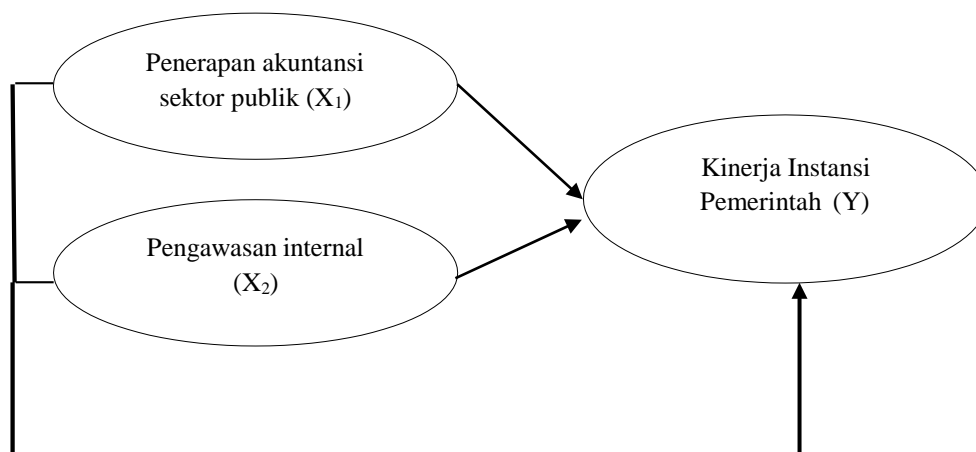 Penerapan akuntansi
sektor publik (X₁)
Kinerja Instansi
Pemerintah (Y)
Pengawasan internal
(X₂)